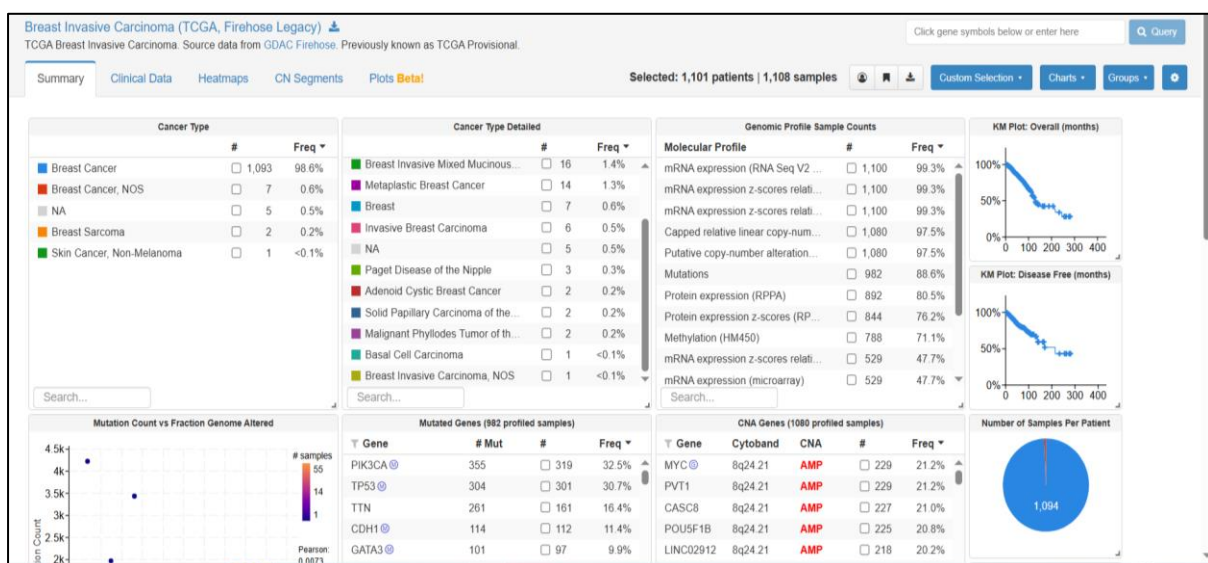 Breast Invasive Carcinoma (TCGA, Firehose Legacy)
TCGA Breast Invasive Carcinoma. Source data from GDAC Firehose. Previously known as TCGA Provisional.
Click gene symbols below or enter here
Query
Summary Clinical Data Heatmaps CN Segments Plots Beta!
Selected: 1,101 patients | 1,108 samples
Custom Selection Charts Groups
Cancer Type
# Freq
Breast Cancer 1,093 98.6%
Breast Cancer, NOS 7 0.6%
NA 5 0.5%
Breast Sarcoma 2 0.2%
Skin Cancer, Non-Melanoma 1 <0.1%
Search...
Cancer Type Detailed
# Freq
Breast Invasive Mixed Mucinous... 16 1.4%
Metaplastic Breast Cancer 14 1.3%
Breast 7 0.6%
Invasive Breast Carcinoma 6 0.5%
NA 5 0.5%
Paget Disease of the Nipple 3 0.3%
Adenoid Cystic Breast Cancer 2 0.2%
Solid Papillary Carcinoma of the... 2 0.2%
Malignant Phyllodes Tumor of th... 2 0.2%
Basal Cell Carcinoma 1 <0.1%
Breast Invasive Carcinoma, NOS 1 <0.1%
Search...
Genomic Profile Sample Counts
Molecular Profile # Freq
mRNA expression (RNA Seq V2 ... 1,100 99.3%
mRNA expression z-scores relati... 1,100 99.3%
mRNA expression z-scores relati... 1,100 99.3%
Capped relative linear copy-num... 1,080 97.5%
Putative copy-number alteration... 1,080 97.5%
Mutations 982 88.6%
Protein expression (RPPA) 892 80.5%
Protein expression z-scores (RP... 844 76.2%
Methylation (HM450) 788 71.1%
mRNA expression z-scores relati... 529 47.7%
mRNA expression (microarray) 529 47.7%
Search...
KM Plot: Overall (months)
100%
50%
0%
0 100 200 300 400
KM Plot: Disease Free (months)
100%
50%
0%
0 100 200 300 400
Mutation Count vs Fraction Genome Altered
4.5k
4k
3.5k
3k
2.5k
2k
# samples
55
14
1
Pearson:
0.0073
Mutated Genes (982 profiled samples)
Gene # Mut # Freq
PIK3CA 355 319 32.5%
TP53 304 301 30.7%
TTN 261 161 16.4%
CDH1 114 112 11.4%
GATA3 101 97 9.9%
CNA Genes (1080 profiled samples)
Gene Cytoband CNA # Freq
MYC 8q24.21 AMP 229 21.2%
PVT1 8q24.21 AMP 229 21.2%
CASC8 8q24.21 AMP 227 21.0%
POU5F1B 8q24.21 AMP 225 20.8%
LINC02912 8q24.21 AMP 218 20.2%
Number of Samples Per Patient
1,094